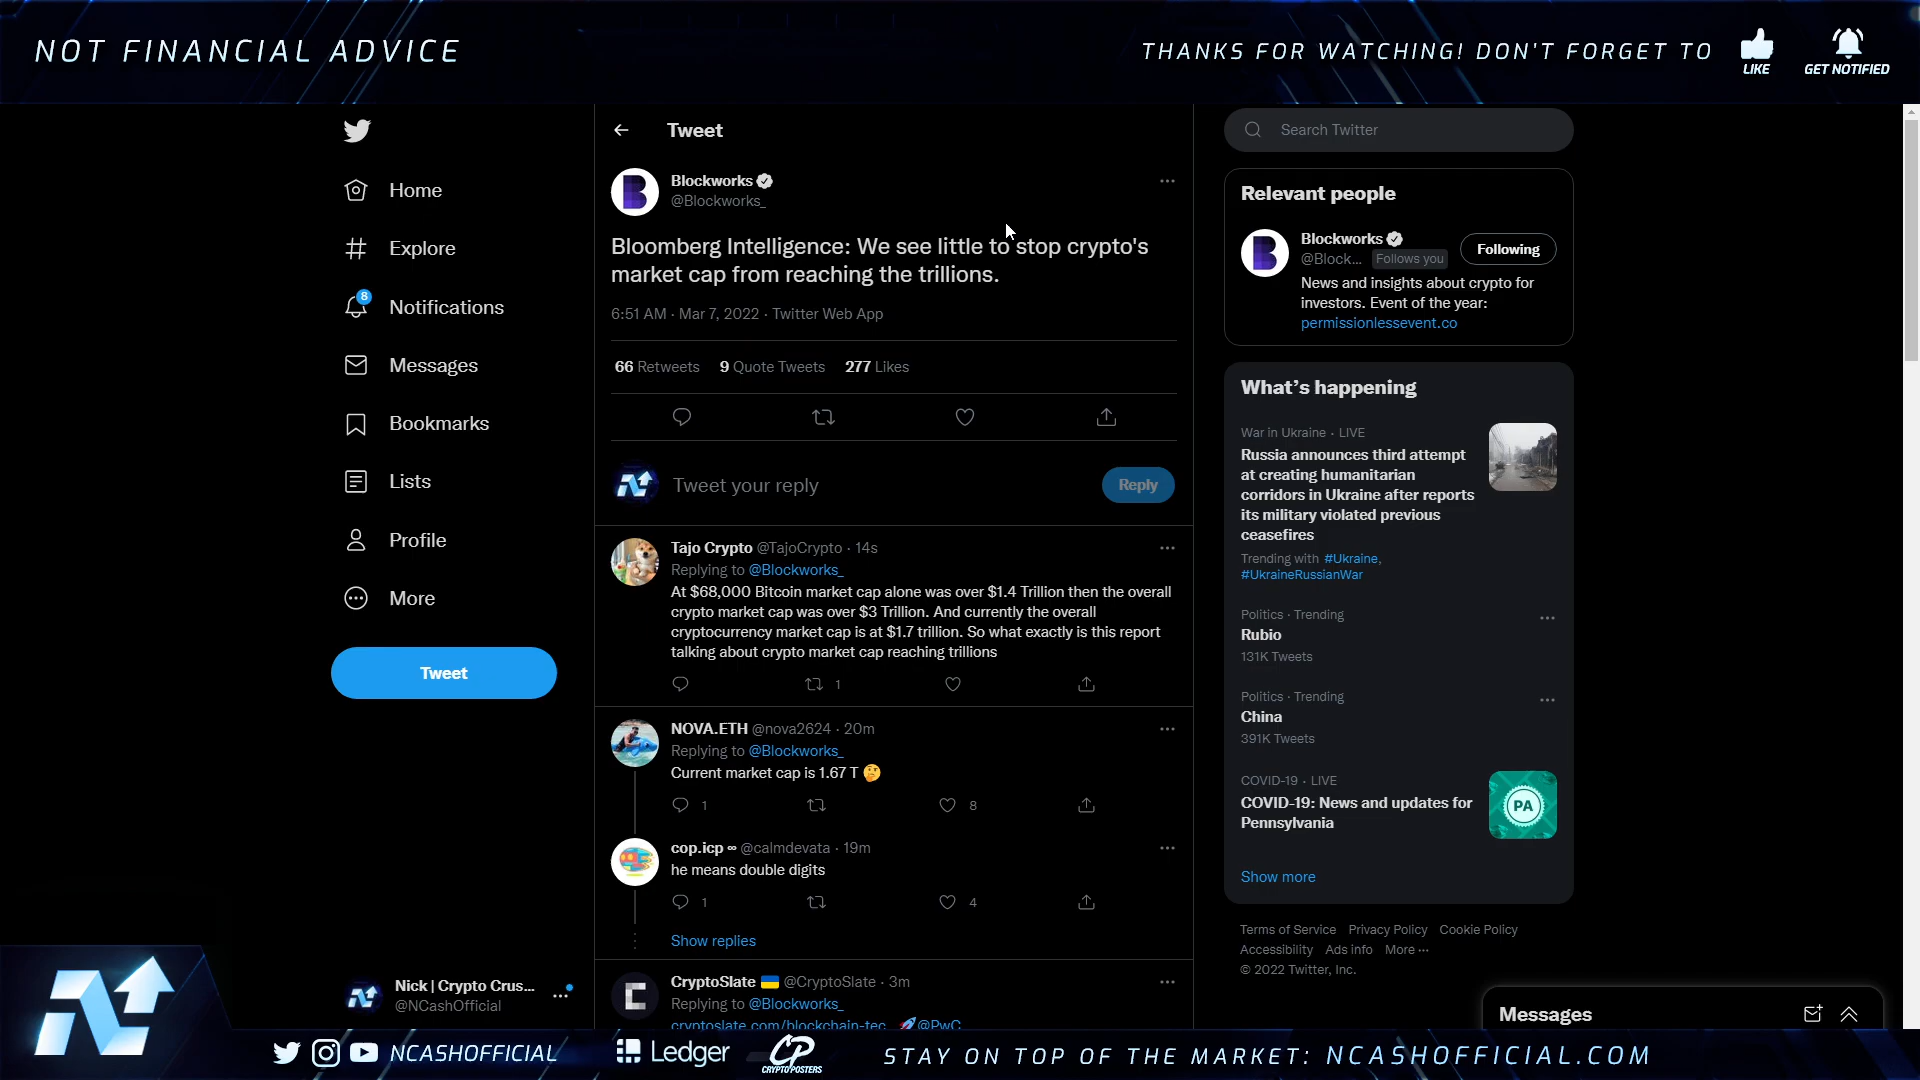 NOT FINANCIAL ADVICE
THANKS FOR WATCHING! DON'T FORGET TO
LIKE
GET NOTIFIED
Home
Explore
8
Notifications
Messages
Bookmarks
Lists
Profile
More
Tweet
Nick | Crypto Crus...
@NCashOfficial
Tweet
Blockworks
@Blockworks_
Bloomberg Intelligence: We see little to stop crypto's
market cap from reaching the trillions.
6:51 AM · Mar 7, 2022 · Twitter Web App
66 Retweets 9 Quote Tweets 277 Likes
Tweet your reply
Reply
Tajo Crypto @TajoCrypto · 14s
Replying to @Blockworks_
At $68,000 Bitcoin market cap alone was over $1.4 Trillion then the overall
crypto market cap was over $3 Trillion. And currently the overall
cryptocurrency market cap is at $1.7 trillion. So what exactly is this report
talking about crypto market cap reaching trillions
1
NOVA.ETH @nova2624 · 20m
Replying to @Blockworks_
Current market cap is 1.67 T 🤔
1 8
cop.icp ∞ @calmdevata · 19m
he means double digits
1 4
Show replies
CryptoSlate 🇺🇦 @CryptoSlate · 3m
Replying to @Blockworks_
cryptoslate.com/blockchain-tec... 🚀@PwC
Search Twitter
Relevant people
Blockworks
@Block... Follows you
Following
News and insights about crypto for
investors. Event of the year:
permissionlessevent.co
What's happening
War in Ukraine · LIVE
Russia announces third attempt
at creating humanitarian
corridors in Ukraine after reports
its military violated previous
ceasefires
Trending with #Ukraine,
#UkraineRussianWar
Politics · Trending
Rubio
131K Tweets
Politics · Trending
China
391K Tweets
COVID-19 · LIVE
COVID-19: News and updates for
Pennsylvania
PA
Show more
Terms of Service Privacy Policy Cookie Policy
Accessibility Ads info More ···
© 2022 Twitter, Inc.
Messages
NCASHOFFICIAL
Ledger
CP
CRYPTO POSTERS
STAY ON TOP OF THE MARKET: NCASHOFFICIAL.COM